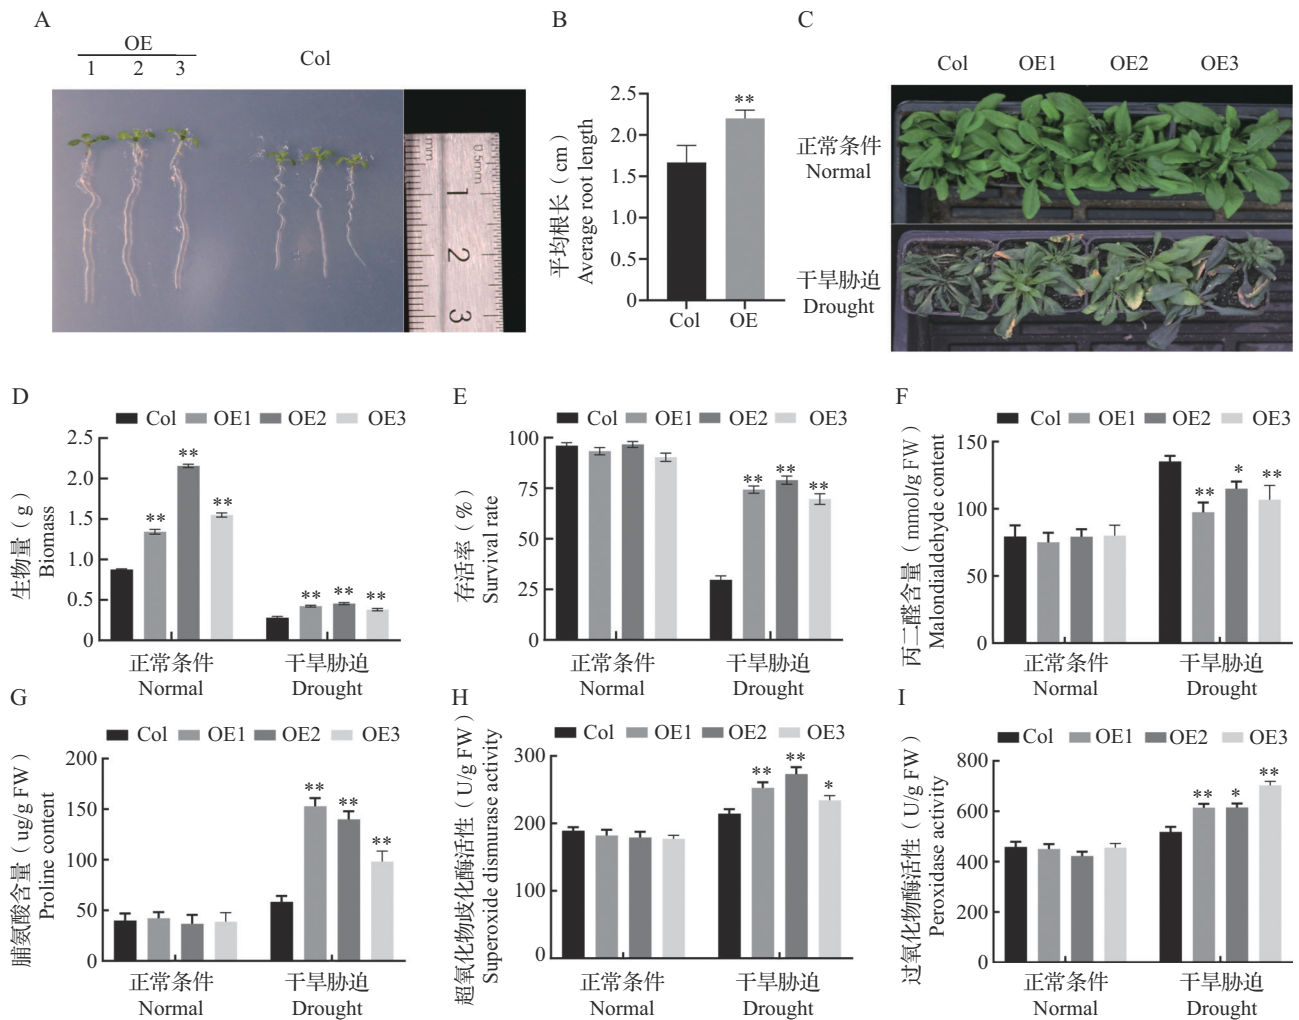 A
OE
1 2 3
Col
mm
0.5mm
1
2
3
B
平均根长（cm）
Average root length
2.5
2.0
1.5
1.0
0.5
0
**
Col OE
C
Col OE1 OE2 OE3
正常条件
Normal
干旱胁迫
Drought
D
Col OE1 OE2 OE3
生物量（g）
Biomass
2.5
2.0
1.5
1.0
0.5
0
** ** ** ** ** **
正常条件 干旱胁迫
Normal Drought
E
Col OE1 OE2 OE3
存活率（%）
Survival rate
100
75
50
25
0
** ** **
正常条件 干旱胁迫
Normal Drought
F
Col OE1 OE2 OE3
丙二醛含量（mmol/g FW）
Malondialdehyde content
150
100
50
0
** * **
正常条件 干旱胁迫
Normal Drought
G
Col OE1 OE2 OE3
脯氨酸含量（ug/g FW）
Proline content
200
150
100
50
0
** ** **
正常条件 干旱胁迫
Normal Drought
H
Col OE1 OE2 OE3
超氧化物歧化酶活性（U/g FW）
Superoxide dismurase activity
300
200
100
0
** ** *
正常条件 干旱胁迫
Normal Drought
I
Col OE1 OE2 OE3
过氧化物酶活性（U/g FW）
Peroxidase activity
800
600
400
200
0
** * **
正常条件 干旱胁迫
Normal Drought